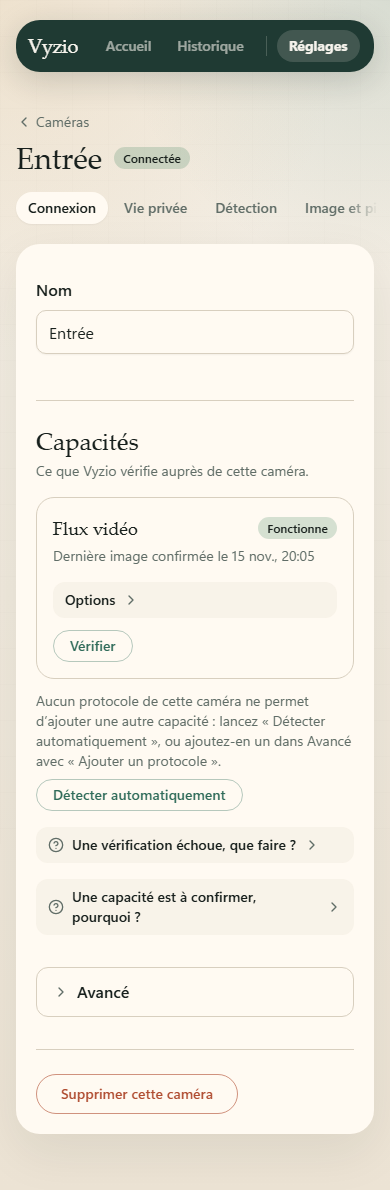 Vyzio Accueil Historique Réglages
Caméras
Entrée Connectée
Connexion Vie privée Détection Image et
Nom
Entrée
Capacités
Ce que Vyzio vérifie auprès de cette caméra.
Flux vidéo Fonctionne
Dernière image confirmée le 15 nov., 20:05
Options
Vérifier
Aucun protocole de cette caméra ne permet
d’ajouter une autre capacité : lancez « Détecter
automatiquement », ou ajoutez-en un dans Avancé
avec « Ajouter un protocole ».
Détecter automatiquement
Une vérification échoue, que faire ?
Une capacité est à confirmer,
pourquoi ?
Avancé
Supprimer cette caméra